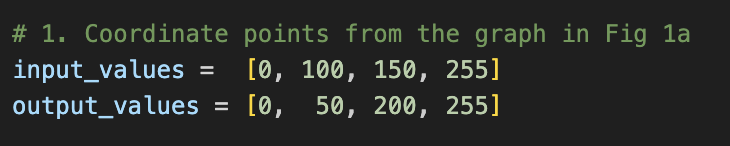 # 1. Coordinate points from the graph in Fig 1a
input_values =  [0, 100, 150, 255]
output_values = [0,  50, 200, 255]